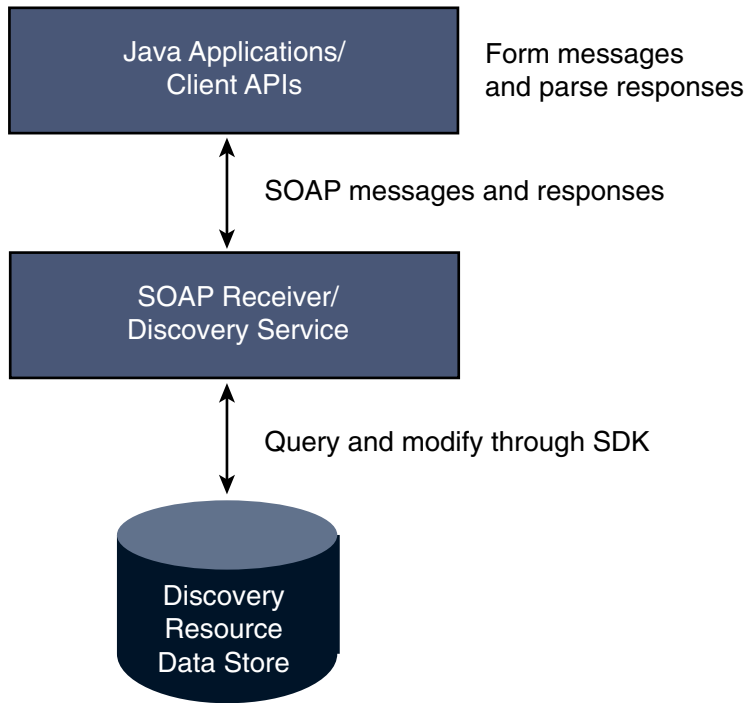 Java Applications/
Client APIs
Form messages
and parse responses
SOAP messages and responses
SOAP Receiver/
Discovery Service
Query and modify through SDK
Discovery
Resource
Data Store